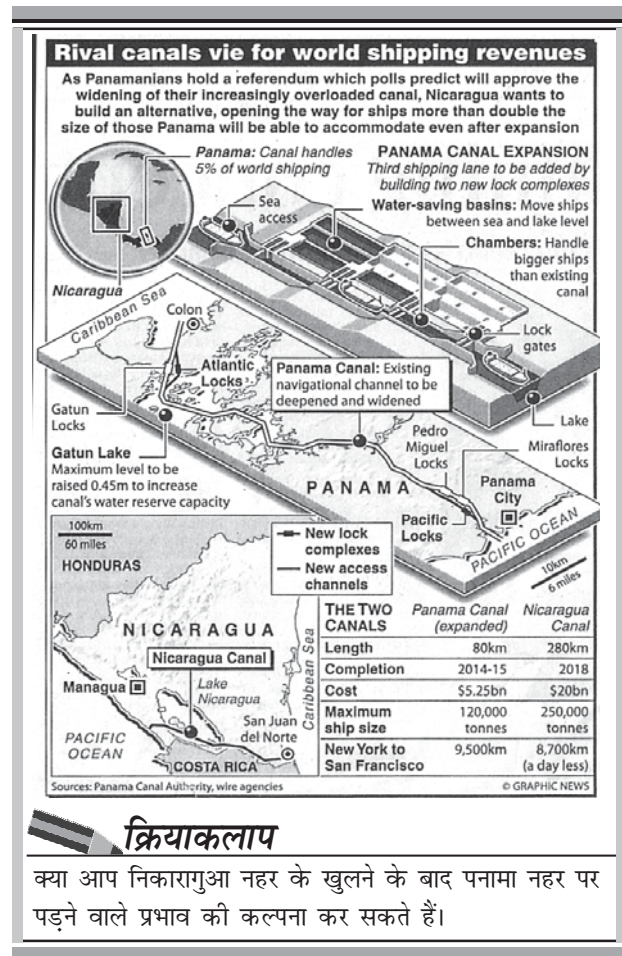 Rival canals vie for world shipping revenues
As Panamanians hold a referendum which polls predict will approve the
widening of their increasingly overloaded canal, Nicaragua wants to
build an alternative, opening the way for ships more than double the
size of those Panama will be able to accommodate even after expansion
Panama: Canal handles
5% of world shipping
PANAMA CANAL EXPANSION
Third shipping lane to be added by
building two new lock complexes
Water-saving basins: Move ships
between sea and lake level
Chambers: Handle
bigger ships
than existing
canal
Sea
access
Lock
gates
Lake
Nicaragua
Caribbean Sea
Colon
Atlantic
Locks
Panama Canal: Existing
navigational channel to be
deepened and widened
Gatun
Locks
Gatun Lake
Maximum level to be
raised 0.45m to increase
canal's water reserve capacity
Pedro
Miguel
Locks
Miraflores
Locks
PANAMA
Panama
City
Pacific
Locks
PACIFIC OCEAN
10km
6 miles
100km
60 miles
New lock
complexes
New access
channels
HONDURAS
NICARAGUA
Nicaragua Canal
Managua
Lake
Nicaragua
Caribbean Sea
San Juan
del Norte
PACIFIC
OCEAN
COSTA RICA
THE TWO CANALS Panama Canal (expanded) Nicaragua Canal
Length 80km 280km
Completion 2014-15 2018
Cost $5.25bn $20bn
Maximum ship size 120,000 tonnes 250,000 tonnes
New York to San Francisco 9,500km 8,700km (a day less)
Sources: Panama Canal Authority, wire agencies
© GRAPHIC NEWS
क्रियाकलाप
क्या आप निकारागुआ नहर के खुलने के बाद पनामा नहर पर
पड़ने वाले प्रभाव की कल्पना कर सकते हैं।